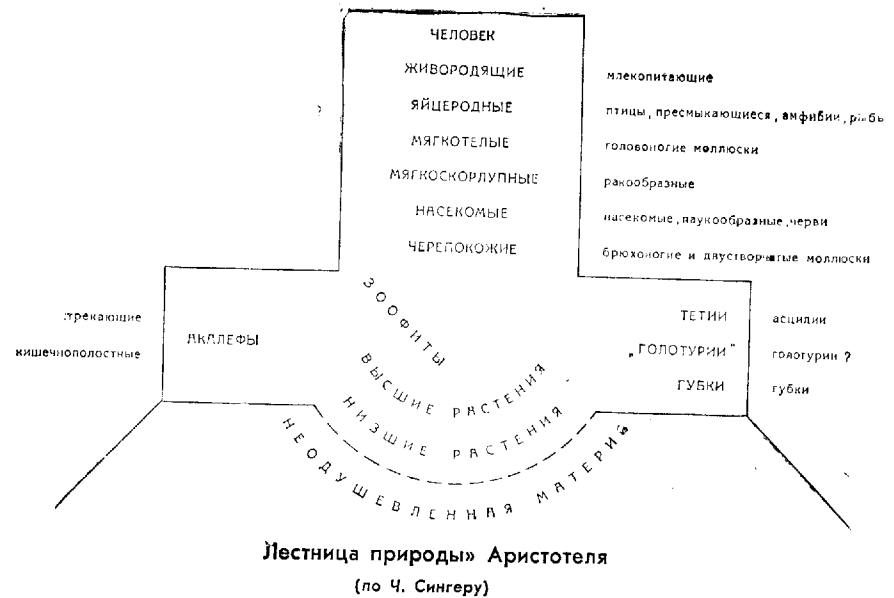 ЧЕЛОВЕК
ЖИВОРОДЯЩИЕ млекопитающие
ЯЙЦЕРОДНЫЕ птицы, пресмыкающиеся, амфибии, рыбы
МЯГКОТЕЛЫЕ головоногие моллюски
МЯГКОСКОРЛУПНЫЕ ракообразные
НАСЕКОМЫЕ насекомые, паукообразные, черви
ЧЕРЕПОКОЖИЕ брюхоногие и двустворчатые моллюски
стрекающие
кишечнополостные
АКАЛЕФЫ
ЗООФИТЫ
ТЕТИИ асцидии
„ГОЛОТУРИИ" голотурии ?
ГУБКИ губки
ВЫСШИЕ РАСТЕНИЯ
НИЗШИЕ РАСТЕНИЯ
НЕОДУШЕВЛЕННАЯ МАТЕРИЯ
Лестница природы» Аристотеля
(по Ч. Сингеру)